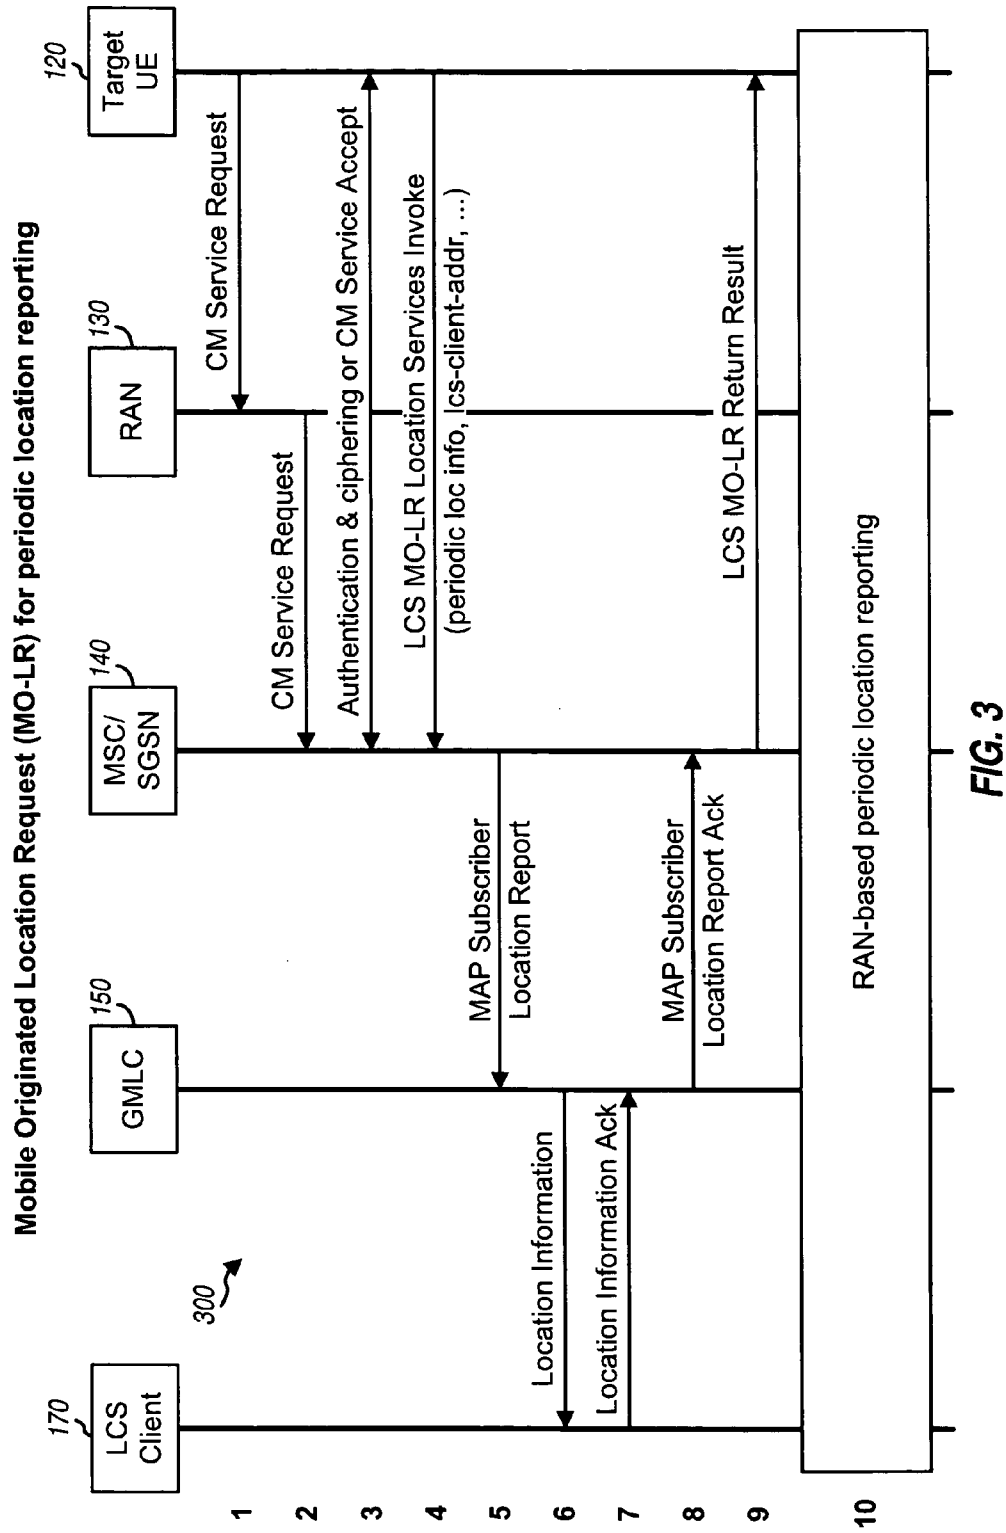 Mobile Originated Location Request (MO-LR) for periodic location reporting
170
150
140
130
120
LCS
Client
GMLC
MSC/
SGSN
RAN
Target
UE
300
1
CM Service Request
2
CM Service Request
3
Authentication & ciphering or CM Service Accept
4
LCS MO-LR Location Services Invoke
(periodic loc info, lcs-client-addr, ...)
5
MAP Subscriber
Location Report
6
Location Information
7
Location Information Ack
8
MAP Subscriber
Location Report Ack
9
LCS MO-LR Return Result
10
RAN-based periodic location reporting
FIG. 3